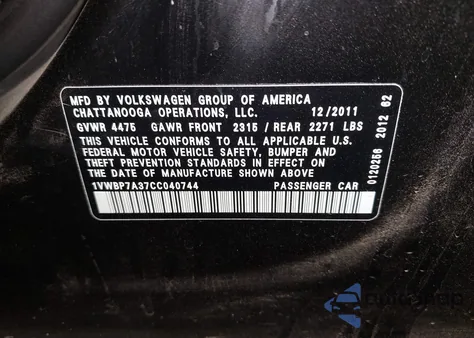 MFD BY VOLKSWAGEN GROUP OF AMERICA
CHATTANOOGA OPERATIONS, LLC. 12/2011
GVWR 4475 GAWR FRONT 2315 / REAR 2271 LBS
THIS VEHICLE CONFORMS TO ALL APPLICABLE U.S.
FEDERAL MOTOR VEHICLE SAFETY, BUMPER AND
THEFT PREVENTION STANDARDS IN EFFECT ON
THE DATE OF MANUFACTURE SHOWN ABOVE
1VWBP7A37CC040744 PASSENGER CAR
0120256 2012 62